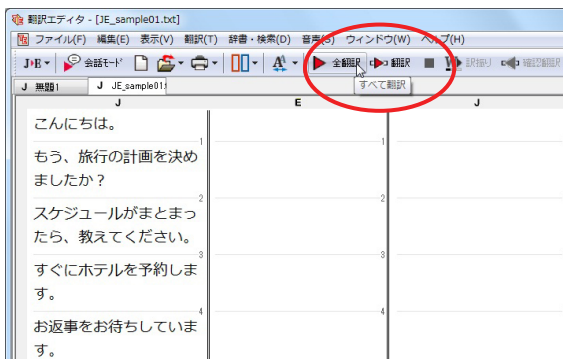 翻訳エディタ - [JE_sample01.txt]
ファイル(F) 編集(E) 表示(V) 翻訳(T) 辞書・検索(D) 音声(S) ウィンドウ(W) ヘルプ(H)
J▸E 会話モード 全翻訳 翻訳 訳振り 確認翻訳
すべて翻訳
J 無題1 J JE_sample01:
J E J
こんにちは。
1 1
もう、旅行の計画を決め
ましたか?
2 2
スケジュールがまとまっ
たら、教えてください。
3 3
すぐにホテルを予約しま
す。
4 4
お返事をお待ちしていま
す。